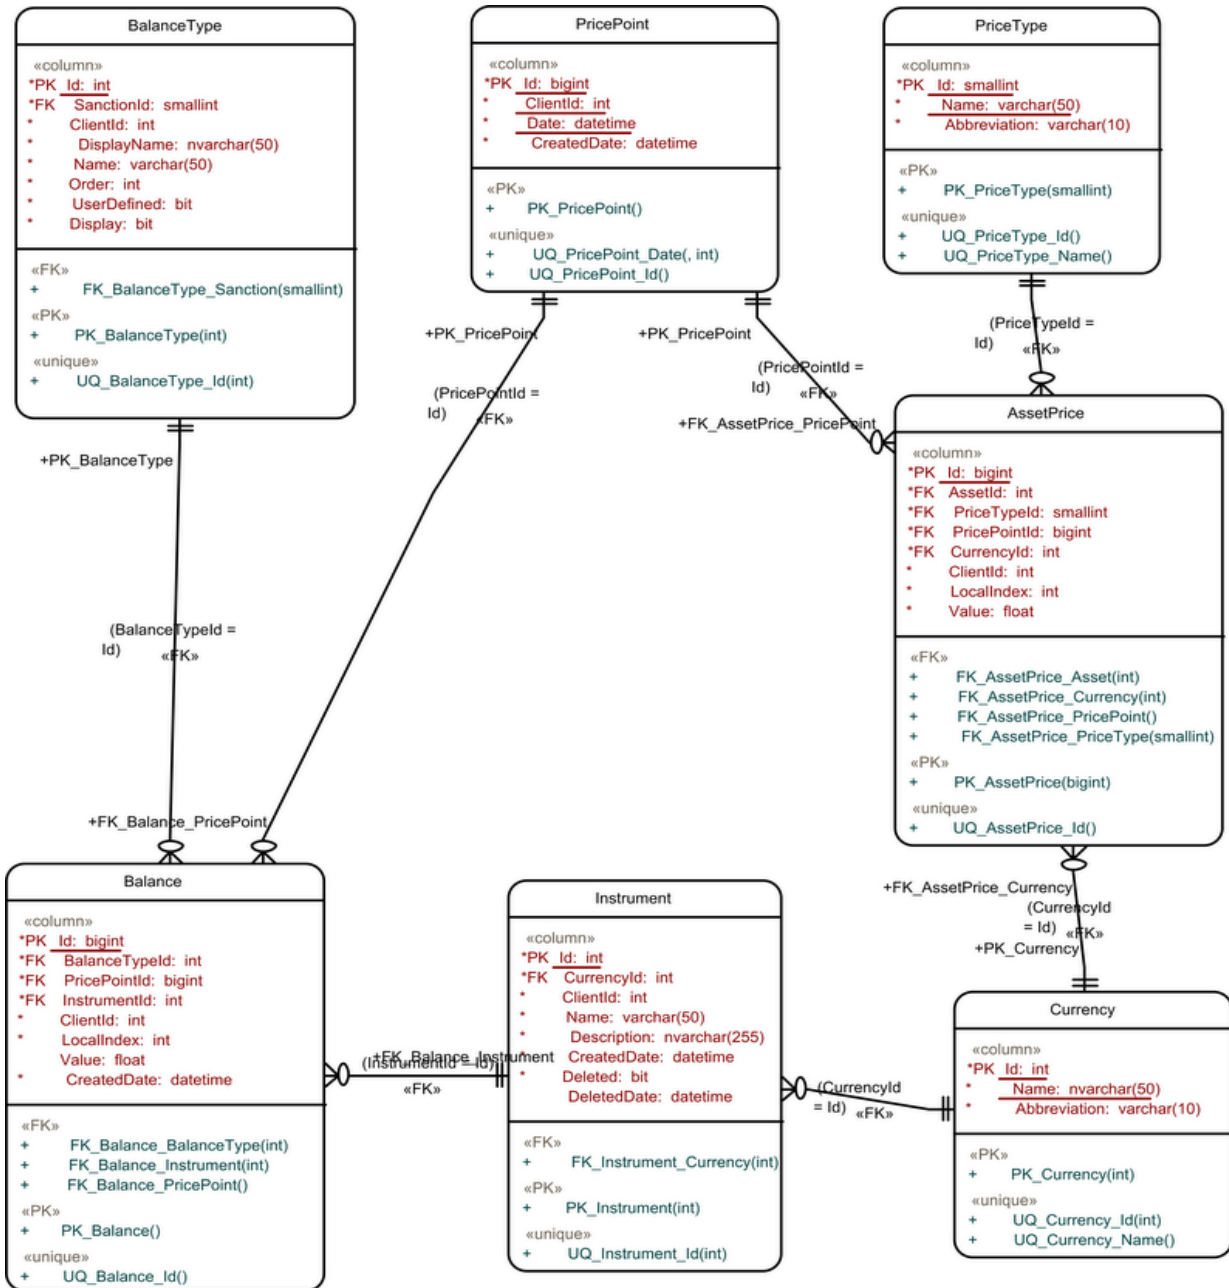 BalanceType
«column»
*PK Id: int
*FK SanctionId: smallint
* ClientId: int
* DisplayName: nvarchar(50)
* Name: varchar(50)
* Order: int
* UserDefined: bit
* Display: bit
«FK»
+ FK_BalanceType_Sanction(smallint)
«PK»
+ PK_BalanceType(int)
«unique»
+ UQ_BalanceType_Id(int)
PricePoint
«column»
*PK Id: bigint
* ClientId: int
* Date: datetime
* CreatedDate: datetime
«PK»
+ PK_PricePoint()
«unique»
+ UQ_PricePoint_Date(, int)
+ UQ_PricePoint_Id()
PriceType
«column»
*PK Id: smallint
* Name: varchar(50)
* Abbreviation: varchar(10)
«PK»
+ PK_PriceType(smallint)
«unique»
+ UQ_PriceType_Id()
+ UQ_PriceType_Name()
+PK_BalanceType
(BalanceTypeId =
Id)
«FK»
+PK_PricePoint
(PricePointId =
Id)
«FK»
+FK_Balance_PricePoint
+PK_PricePoint
(PricePointId =
Id)
«FK»
+FK_AssetPrice_PricePoint
(PriceTypeId =
Id)
«FK»
AssetPrice
«column»
*PK Id: bigint
*FK AssetId: int
*FK PriceTypeId: smallint
*FK PricePointId: bigint
*FK CurrencyId: int
* ClientId: int
* LocalIndex: int
* Value: float
«FK»
+ FK_AssetPrice_Asset(int)
+ FK_AssetPrice_Currency(int)
+ FK_AssetPrice_PricePoint()
+ FK_AssetPrice_PriceType(smallint)
«PK»
+ PK_AssetPrice(bigint)
«unique»
+ UQ_AssetPrice_Id()
Balance
«column»
*PK Id: bigint
*FK BalanceTypeId: int
*FK PricePointId: bigint
*FK InstrumentId: int
* ClientId: int
* LocalIndex: int
Value: float
* CreatedDate: datetime
«FK»
+ FK_Balance_BalanceType(int)
+ FK_Balance_Instrument(int)
+ FK_Balance_PricePoint()
«PK»
+ PK_Balance()
«unique»
+ UQ_Balance_Id()
+FK_Balance_Instrument
(InstrumentId = Id)
«FK»
Instrument
«column»
*PK Id: int
*FK CurrencyId: int
* ClientId: int
* Name: varchar(50)
* Description: nvarchar(255)
* CreatedDate: datetime
* Deleted: bit
DeletedDate: datetime
«FK»
+ FK_Instrument_Currency(int)
«PK»
+ PK_Instrument(int)
«unique»
+ UQ_Instrument_Id(int)
(CurrencyId
= Id)
«FK»
+FK_AssetPrice_Currency
(CurrencyId
= Id)
«FK»
+PK_Currency
Currency
«column»
*PK Id: int
* Name: nvarchar(50)
* Abbreviation: varchar(10)
«PK»
+ PK_Currency(int)
«unique»
+ UQ_Currency_Id(int)
+ UQ_Currency_Name()